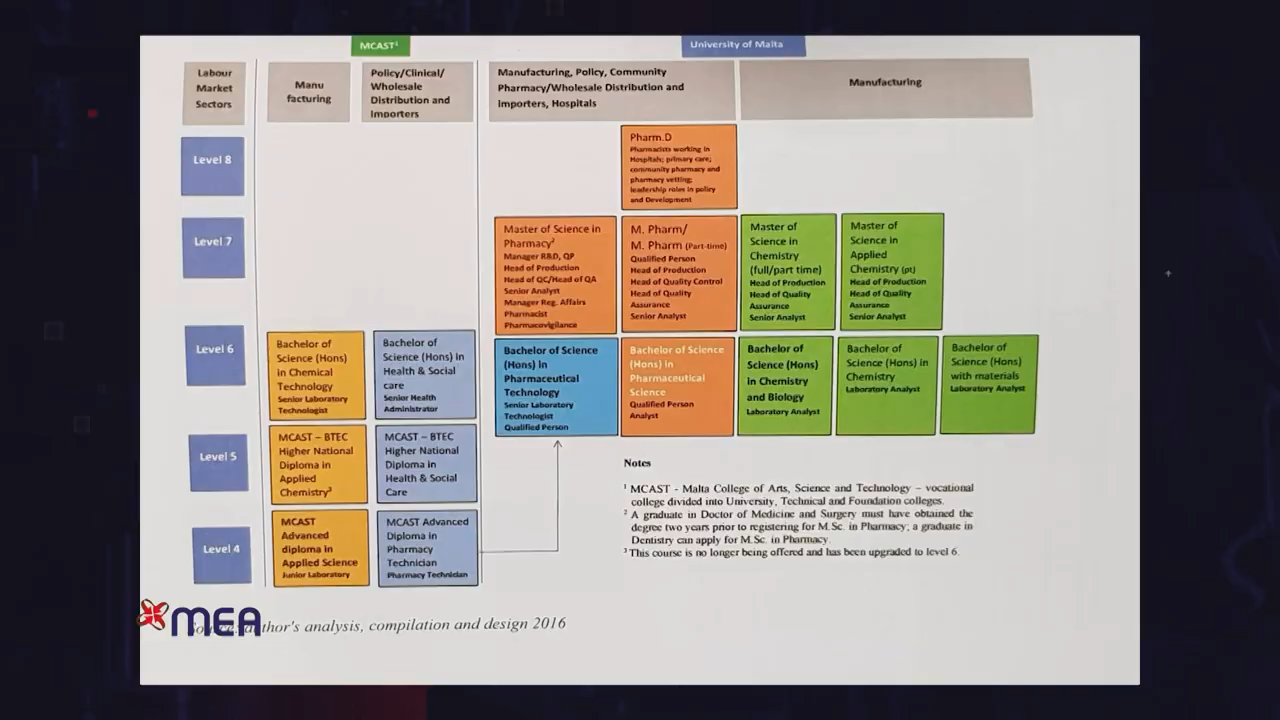 MCAST¹
University of Malta
Labour
Market
Sectors
Manu
facturing
Policy/Clinical/
Wholesale
Distribution and
Importers
Manufacturing, Policy, Community
Pharmacy/Wholesale Distribution and
importers, Hospitals
Manufacturing
Level 8
Pharm.D
Pharmacists working in
Hospitals; primary care;
community pharmacy and
pharmacy vetting;
leadership roles in policy
and Development
Level 7
Master of Science in
Pharmacy²
Manager R&D, QP
Head of Production
Head of QC/Head of QA
Senior Analyst
Manager Reg. Affairs
Pharmacist
Pharmacovigilance
M. Pharm/
M. Pharm (Part-time)
Qualified Person
Head of Production
Head of Quality Control
Head of Quality
Assurance
Senior Analyst
Master of
Science in
Chemistry
(full/part time)
Head of Production
Head of Quality
Assurance
Senior Analyst
Master of
Science in
Applied
Chemistry (pt)
Head of Production
Head of Quality
Assurance
Senior Analyst
Level 6
Bachelor of
Science (Hons)
in Chemical
Technology
Senior Laboratory
Technologist
Bachelor of
Science (Hons) in
Health & Social
care
Senior Health
Administrator
Bachelor of Science
(Hons) in
Pharmaceutical
Technology
Senior Laboratory
Technologist
Qualified Person
Bachelor of Science
(Hons) in
Pharmaceutical
Science
Qualified Person
Analyst
Bachelor of
Science (Hons)
in Chemistry
and Biology
Laboratory Analyst
Bachelor of
Science (Hons) in
Chemistry
Laboratory Analyst
Bachelor of
Science (Hons)
with materials
Laboratory Analyst
Level 5
MCAST – BTEC
Higher National
Diploma in
Applied
Chemistry³
MCAST – BTEC
Higher National
Diploma in
Health & Social
Care
Level 4
MCAST
Advanced
diploma in
Applied Science
Junior Laboratory
MCAST Advanced
Diploma in
Pharmacy
Technician
Pharmacy Technician
Notes
¹ MCAST - Malta College of Arts, Science and Technology – vocational
college divided into University, Technical and Foundation colleges.
² A graduate in Doctor of Medicine and Surgery must have obtained the
degree two years prior to registering for M.Sc. in Pharmacy; a graduate in
Dentistry can apply for M.Sc. in Pharmacy.
³ This course is no longer being offered and has been upgraded to level 6.
MEA
analysis, compilation and design 2016